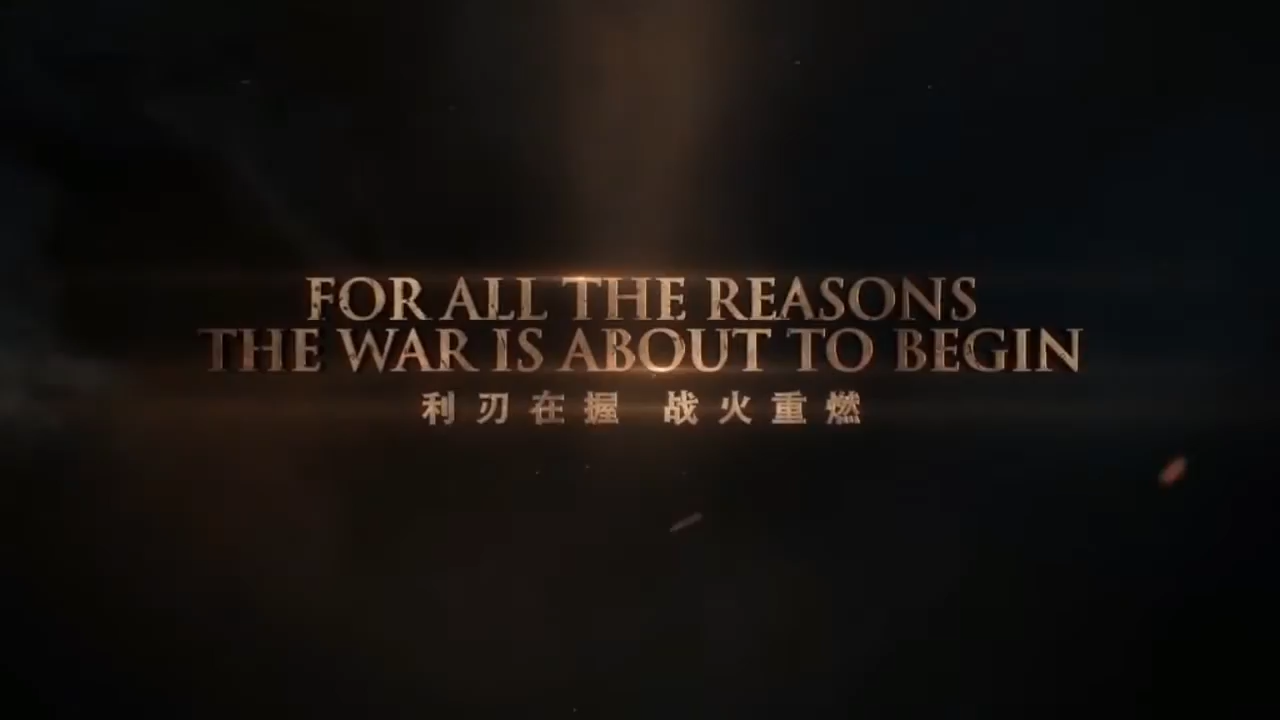 FOR ALL THE REASONS
THE WAR IS ABOUT TO BEGIN
利刃在握 战火重燃